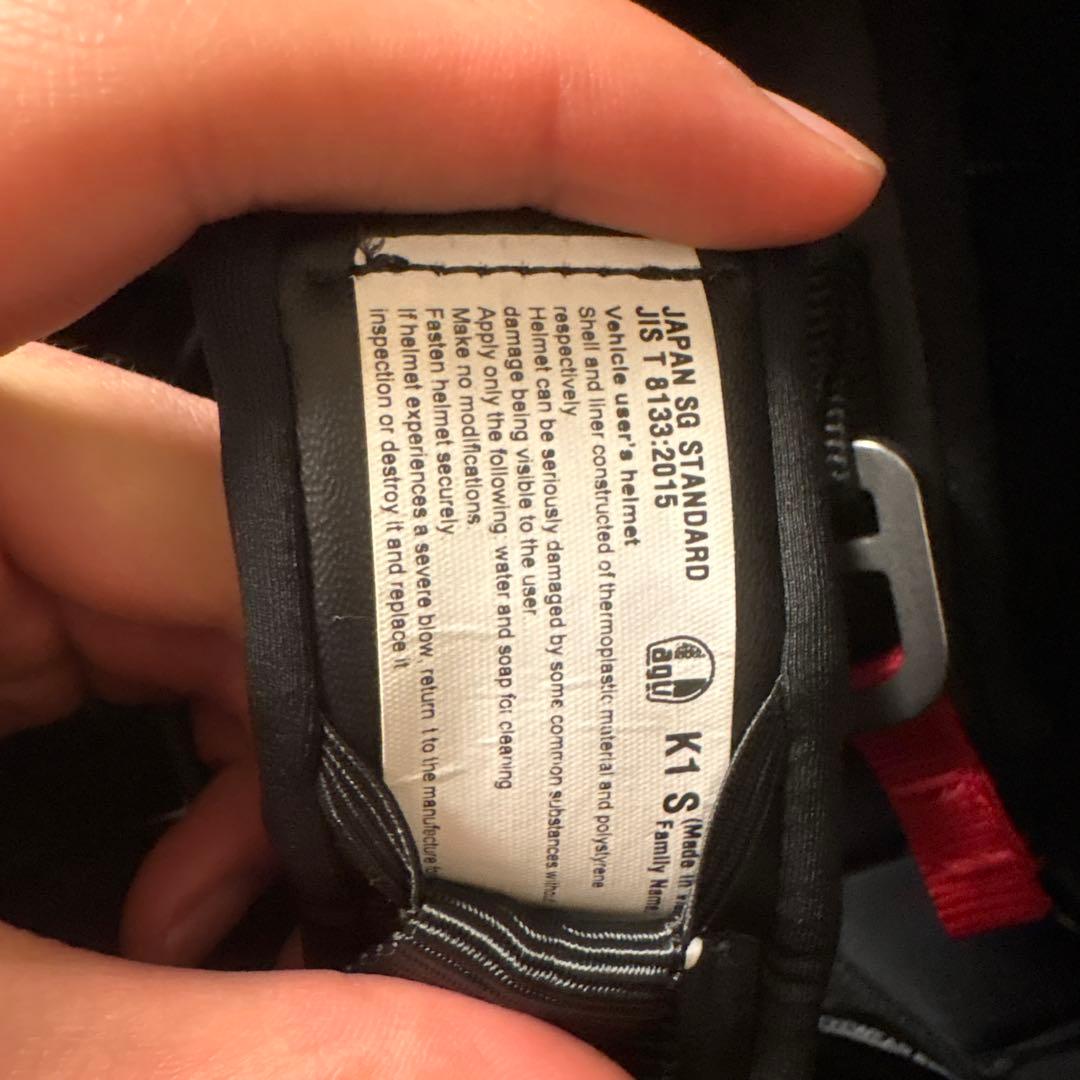 JAPAN SG STANDARD
JIS T 8133:2015
agv K1 S (Made in
Family Name
Vehicle user's helmet
Shell and liner constructed of thermoplastic material and polystyrene
respectively
Helmet can be seriously damaged by some common substances
damage being visible to the user.
Apply only the following water and soap for cleaning
Make no modifications.
Fasten helmet securely
If helmet experiences a severe blow, return t to the manufacture
inspection or destroy it and replace it.